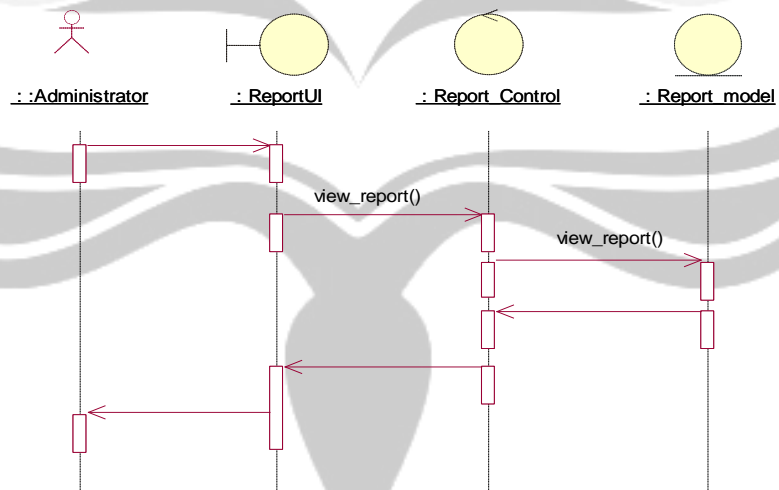 : :Administrator
: ReportUI
: Report_Control
: Report_model
view_report()
view_report()